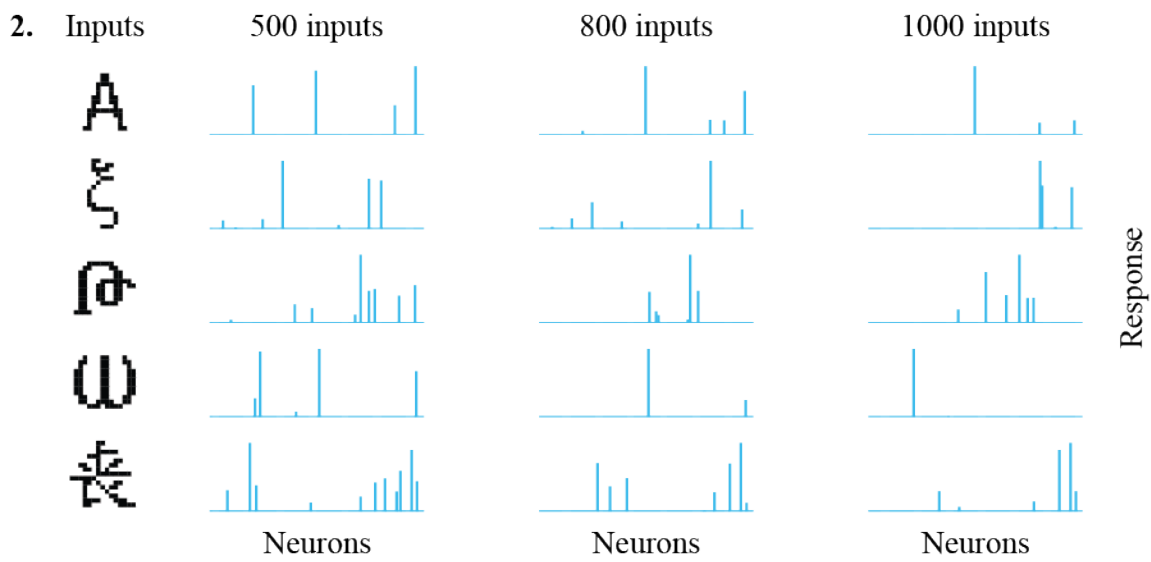 2. Inputs 500 inputs 800 inputs 1000 inputs
A
ξ
ω
Response
Neurons Neurons Neurons